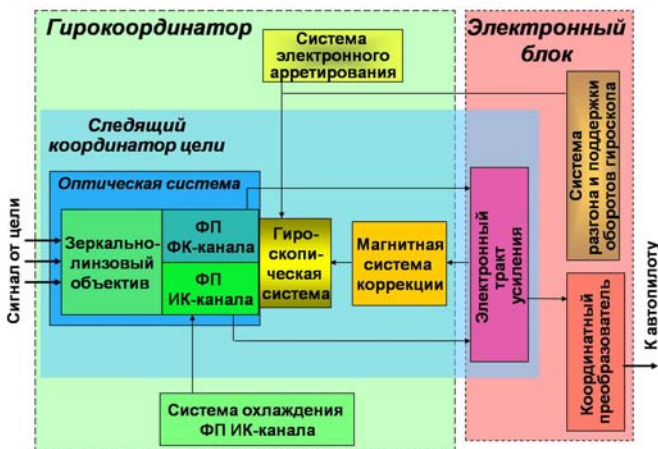 Гирокоординатор
Электронный
блок
Система
электронного
арретирования
Следящий
координатор цели
Система
разгона и поддержки
оборотов гироскопа
Оптическая система
Зеркально-
линзовый
объектив
ФП
ФК-канала
ФП
ИК-канала
Гиро-
скопи-
ческая
система
Магнитная
система
коррекции
Электронный
тракт
усиления
Сигнал от цели
Координатный
преобразователь
К автопилоту
Система охлаждения
ФП ИК-канала